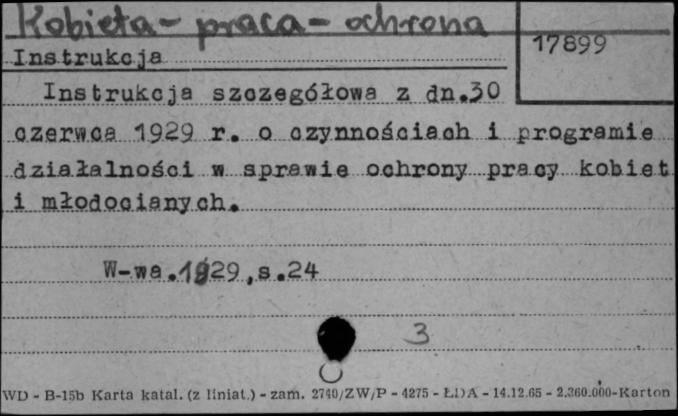 Kobieta - praca - ochrona
17899
Instrukcja
Instrukcja szczegółowa z dn.30
czerwca 1929 r. o czynnościach i programie
działalności w sprawie ochrony pracy kobiet
i młodocianych.
W-wa.1929,s.24
3
WD - B-15b Karta katal. (z liniat.) - zam. 2740/ZW/P - 4275 - ŁDA - 14.12.65 - 2.360.000-Karton